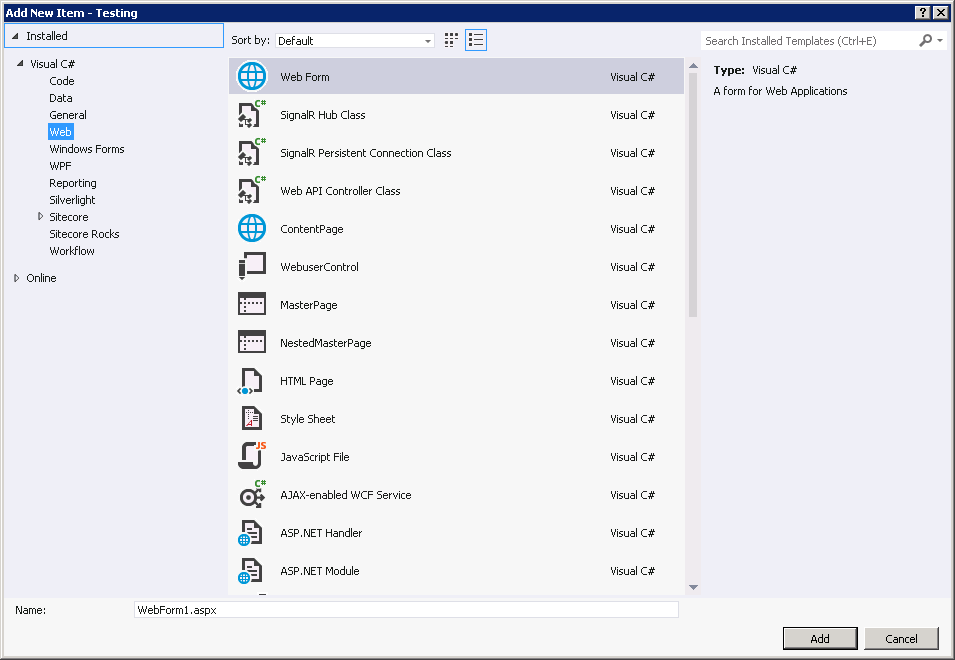 Add New Item - Testing
? X
Installed
Sort by: Default
Search Installed Templates (Ctrl+E)
Visual C#
Code
Data
General
Web
Windows Forms
WPF
Reporting
Silverlight
Sitecore
Sitecore Rocks
Workflow
Online
Web Form Visual C#
C# SignalR Hub Class Visual C#
C# SignalR Persistent Connection Class Visual C#
C# Web API Controller Class Visual C#
ContentPage Visual C#
WebuserControl Visual C#
MasterPage Visual C#
NestedMasterPage Visual C#
HTML Page Visual C#
Style Sheet Visual C#
JS JavaScript File Visual C#
C# AJAX-enabled WCF Service Visual C#
ASP.NET Handler Visual C#
ASP.NET Module Visual C#
Type: Visual C#
A form for Web Applications
Name: WebForm1.aspx
Add Cancel